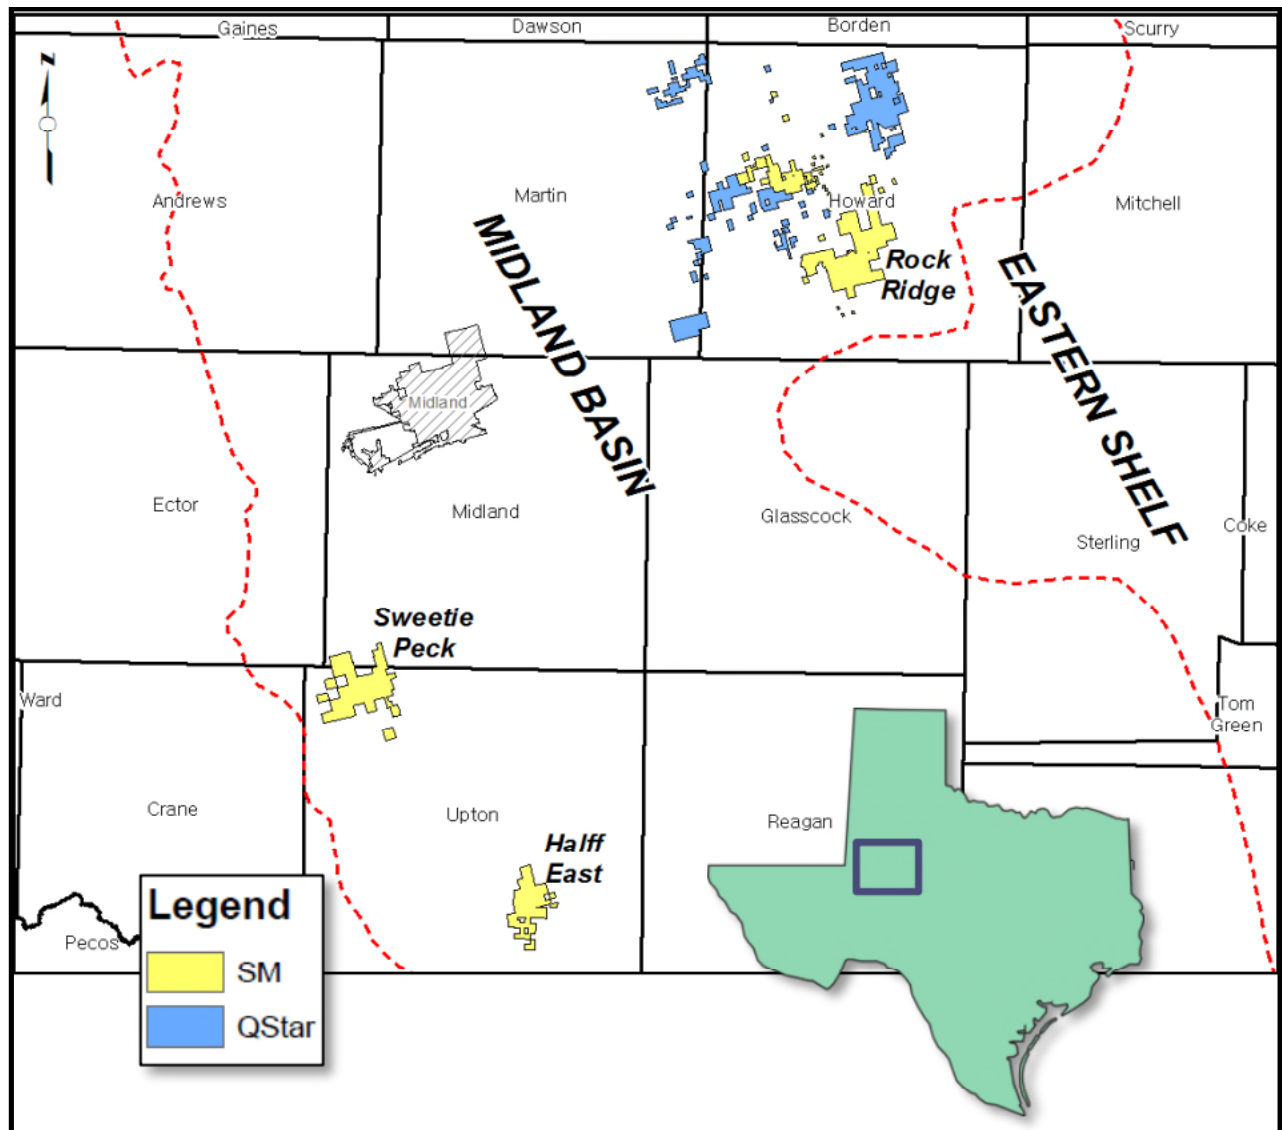 Gaines
Dawson
Borden
Scurry
N
Andrews
Martin
Howard
Mitchell
MIDLAND BASIN
Rock
Ridge
EASTERN SHELF
Midland
Ector
Midland
Glasscock
Sterling
Coke
Sweetie
Peck
Ward
Tom
Green
Crane
Upton
Reagan
Halff
East
Pecos
Legend
SM
QStar